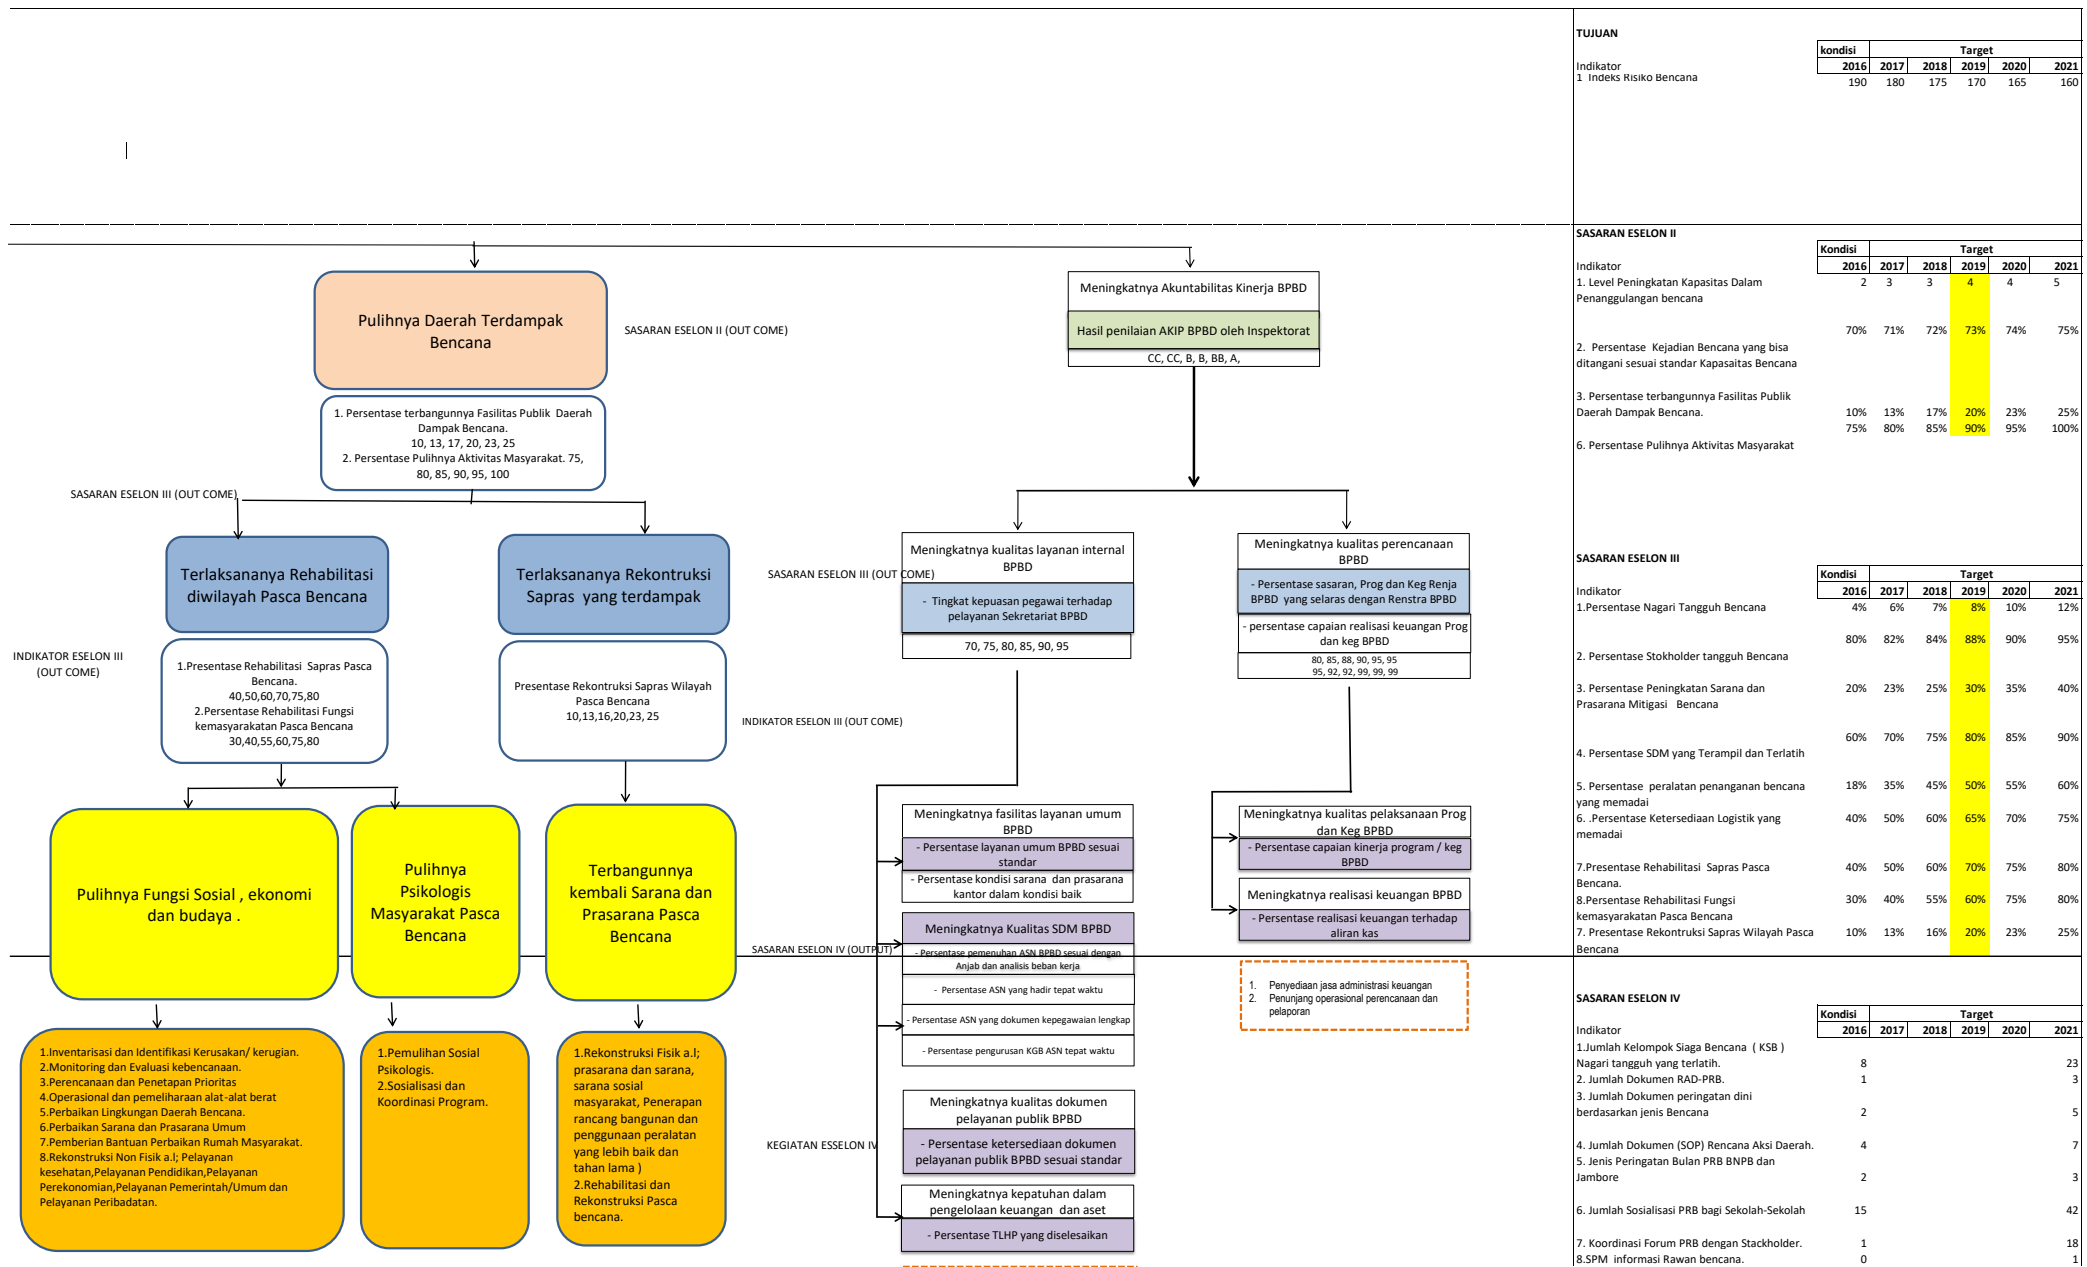 SASARAN ESELON II (OUT COME)
Pulihnya Daerah Terdampak
Bencana
1. Persentase terbangunnya Fasilitas Publik Daerah
Dampak Bencana.
10, 13, 17, 20, 23, 25
2. Persentase Pulihnya Aktivitas Masyarakat. 75,
80, 85, 90, 95, 100
SASARAN ESELON III (OUT COME)
Terlaksananya Rehabilitasi
diwilayah Pasca Bencana
Terlaksananya Rekontruksi
Sapras yang terdampak
INDIKATOR ESELON III
(OUT COME)
1.Presentase Rehabilitasi Sapras Pasca
Bencana.
40,50,60,70,75,80
2.Persentase Rehabilitasi Fungsi
kemasyarakatan Pasca Bencana
30,40,55,60,75,80
Presentase Rekontruksi Sapras Wilayah
Pasca Bencana
10,13,16,20,23, 25
Pulihnya Fungsi Sosial , ekonomi
dan budaya .
Pulihnya
Psikologis
Masyarakat Pasca
Bencana
Terbangunnya
kembali Sarana dan
Prasarana Pasca
Bencana
1.Inventarisasi dan Identifikasi Kerusakan/ kerugian.
2.Monitoring dan Evaluasi kebencanaan.
3.Perencanaan dan Penetapan Prioritas
4.Operasional dan pemeliharaan alat-alat berat
5.Perbaikan Lingkungan Daerah Bencana.
6.Perbaikan Sarana dan Prasarana Umum
7.Pemberian Bantuan Perbaikan Rumah Masyarakat.
8.Rekonstruksi Non Fisik a.l; Pelayanan
kesehatan,Pelayanan Pendidikan,Pelayanan
Perekonomian,Pelayanan Pemerintah/Umum dan
Pelayanan Peribadatan.
1.Pemulihan Sosial
Psikologis.
2.Sosialisasi dan
Koordinasi Program.
1.Rekonstruksi Fisik a.l;
prasarana dan sarana,
sarana sosial
masyarakat, Penerapan
rancang bangunan dan
penggunaan peralatan
yang lebih baik dan
tahan lama )
2.Rehabilitasi dan
Rekonstruksi Pasca
bencana.
Meningkatnya Akuntabilitas Kinerja BPBD
Hasil penilaian AKIP BPBD oleh Inspektorat
CC, CC, B, B, BB, A,
SASARAN ESELON III (OUT COME)
Meningkatnya kualitas layanan internal
BPBD
- Tingkat kepuasan pegawai terhadap
pelayanan Sekretariat BPBD
70, 75, 80, 85, 90, 95
Meningkatnya kualitas perencanaan
BPBD
- Persentase sasaran, Prog dan Keg Renja
BPBD yang selaras dengan Renstra BPBD
- persentase capaian realisasi keuangan Prog
dan keg BPBD
80, 85, 88, 90, 95, 95
95, 92, 92, 99, 99, 99
INDIKATOR ESELON III (OUT COME)
Meningkatnya fasilitas layanan umum
BPBD
- Persentase layanan umum BPBD sesuai
standar
- Persentase kondisi sarana dan prasarana
kantor dalam kondisi baik
SASARAN ESELON IV (OUTPUT)
Meningkatnya Kualitas SDM BPBD
- Persentase pemenuhan ASN BPBD sesuai dengan
Anjab dan analisis beban kerja
- Persentase ASN yang hadir tepat waktu
- Persentase ASN yang dokumen kepegawaian lengkap
- Persentase pengurusan KGB ASN tepat waktu
KEGIATAN ESSELON IV
Meningkatnya kualitas dokumen
pelayanan publik BPBD
- Persentase ketersediaan dokumen
pelayanan publik BPBD sesuai standar
Meningkatnya kepatuhan dalam
pengelolaan keuangan dan aset
- Persentase TLHP yang diselesaikan
Meningkatnya kualitas pelaksanaan Prog
dan Keg BPBD
- Persentase capaian kinerja program / keg
BPBD
Meningkatnya realisasi keuangan BPBD
- Persentase realisasi keuangan terhadap
aliran kas
1. Penyediaan jasa administrasi keuangan
2. Penunjang operasional perencanaan dan
pelaporan
TUJUAN
kondisi Target
Indikator 2016 2017 2018 2019 2020 2021
1 Indeks Risiko Bencana 190 180 175 170 165 160
SASARAN ESELON II
Kondisi Target
Indikator 2016 2017 2018 2019 2020 2021
1. Level Peningkatan Kapasitas Dalam 2 3 3 4 4 5
Penanggulangan bencana
70% 71% 72% 73% 74% 75%
2. Persentase Kejadian Bencana yang bisa
ditangani sesuai standar Kapasaitas Bencana
3. Persentase terbangunnya Fasilitas Publik
Daerah Dampak Bencana. 10% 13% 17% 20% 23% 25%
75% 80% 85% 90% 95% 100%
6. Persentase Pulihnya Aktivitas Masyarakat
SASARAN ESELON III
Kondisi Target
Indikator 2016 2017 2018 2019 2020 2021
1.Persentase Nagari Tangguh Bencana 4% 6% 7% 8% 10% 12%
80% 82% 84% 88% 90% 95%
2. Persentase Stokholder tangguh Bencana
3. Persentase Peningkatan Sarana dan 20% 23% 25% 30% 35% 40%
Prasarana Mitigasi Bencana
60% 70% 75% 80% 85% 90%
4. Persentase SDM yang Terampil dan Terlatih
5. Persentase peralatan penanganan bencana 18% 35% 45% 50% 55% 60%
yang memadai
6. .Persentase Ketersediaan Logistik yang 40% 50% 60% 65% 70% 75%
memadai
7.Presentase Rehabilitasi Sapras Pasca 40% 50% 60% 70% 75% 80%
Bencana.
8.Persentase Rehabilitasi Fungsi 30% 40% 55% 60% 75% 80%
kemasyarakatan Pasca Bencana
7. Presentase Rekontruksi Sapras Wilayah Pasca 10% 13% 16% 20% 23% 25%
Bencana
SASARAN ESELON IV
Kondisi Target
Indikator 2016 2017 2018 2019 2020 2021
1.Jumlah Kelompok Siaga Bencana ( KSB )
Nagari tangguh yang terlatih. 8 23
2. Jumlah Dokumen RAD-PRB. 1 3
3. Jumlah Dokumen peringatan dini
berdasarkan jenis Bencana 2 5
4. Jumlah Dokumen (SOP) Rencana Aksi Daerah. 4 7
5. Jenis Peringatan Bulan PRB BNPB dan
Jambore 2 3
6. Jumlah Sosialisasi PRB bagi Sekolah-Sekolah 15 42
7. Koordinasi Forum PRB dengan Stackholder. 1 18
8.SPM informasi Rawan bencana. 0 1